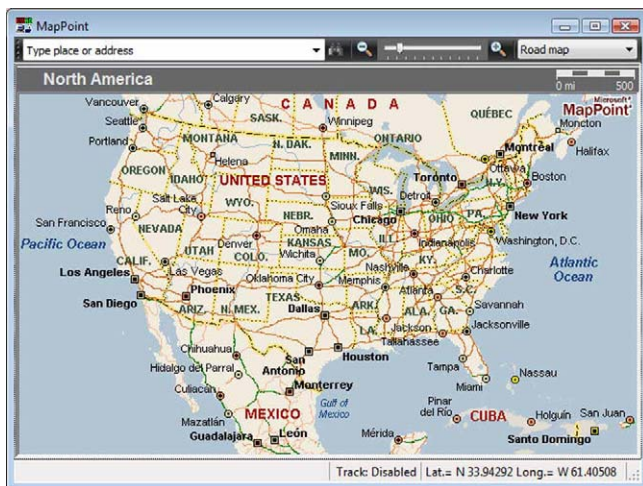 MapPoint
Type place or address
Road map
North America
0 mi 500
Microsoft
MapPoint
CANADA
Calgary
Vancouver
SASK.
Winnipeg
QUÉBEC
Moncton
Seattle
Portland
MONTANA
N. DAK.
ONTARIO
Montréal
Halifax
Helena
MINN.
Ottawa
OREGON
IDAHO
UNITED STATES
WIS.
Toronto
N.Y.
Boston
WYO.
Sioux Falls
Detroit
Salt Lake
City
Reno
NEBR.
Omaha
Chicago
OHIO
PA.
New York
San Francisco
NEVADA
Denver
KANSAS
ILL.
Indianapolis
Washington, D.C.
Pacific Ocean
UTAH
COLO.
Wichita
MO.
KY.
CALIF.
Las Vegas
Nashville
Charlotte
Atlantic
Ocean
Los Angeles
Oklahoma City
Memphis
Phoenix
Atlanta
S.C.
San Diego
TEXAS
ARK.
ARIZ.
N. MEX.
Dallas
ALA.
GA.
Savannah
LA.
Jackson
Jacksonville
Tallahassee
Chihuahua
San
Antonio
Houston
Hidalgo del Parral
Tampa
Nassau
Miami
Culiacán
Monterrey
Gulf of
Mexico
Pinar
del Río
MEXICO
CUBA
Holguín
San Juan
Mazatlán
Guadalajara
León
Mérida
Santo Domingo
Track: Disabled
Lat.= N 33.94292 Long.= W 61.40508